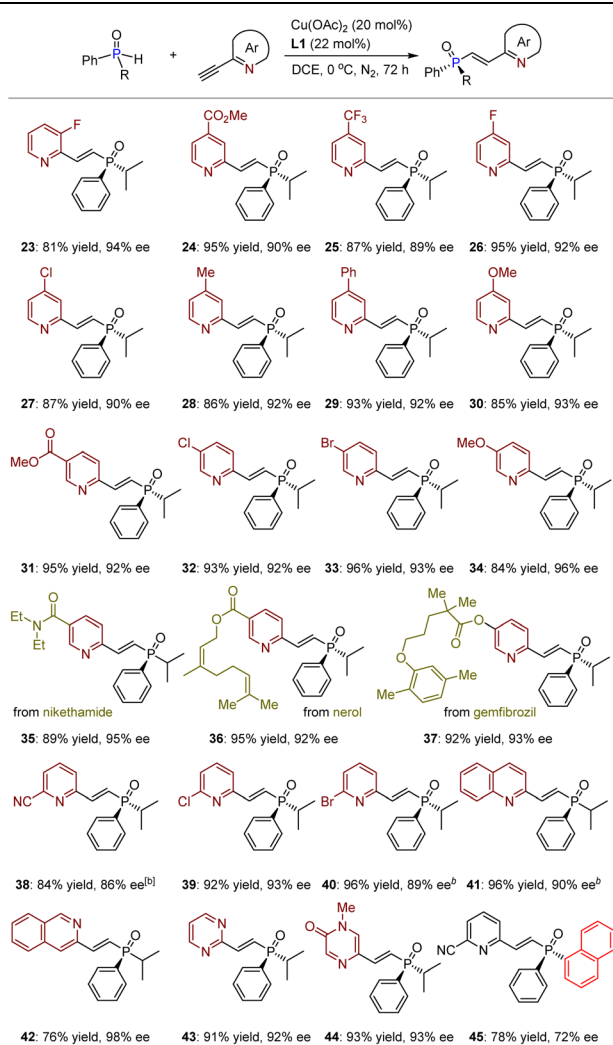 Cu(OAc)2 (20 mol%)
L1 (22 mol%)
DCE, 0 ºC, N2, 72 h
O Ph P H R + Ar N O Ph P R Ar N
F N P O CO2Me N P O CF3 N P O F N P O
23: 81% yield, 94% ee 24: 95% yield, 90% ee 25: 87% yield, 89% ee 26: 95% yield, 92% ee
Cl N P O Me N P O Ph N P O OMe N P O
27: 87% yield, 90% ee 28: 86% yield, 92% ee 29: 93% yield, 92% ee 30: 85% yield, 93% ee
O MeO N P O Cl N P O Br N P O MeO N P O
31: 95% yield, 92% ee 32: 93% yield, 92% ee 33: 96% yield, 93% ee 34: 84% yield, 96% ee
O Et N Et N P O O O N P O Me Me Me Me O O O Me Me N P O
from nikethamide from nerol from gemfibrozil
35: 89% yield, 95% ee 36: 95% yield, 92% ee 37: 92% yield, 93% ee
NC N P O Cl N P O Br N P O N P O
38: 84% yield, 86% ee[b] 39: 92% yield, 93% ee 40: 96% yield, 89% ee b 41: 96% yield, 90% ee b
N P O N N P O Me N O N P O NC N P O
42: 76% yield, 98% ee 43: 91% yield, 92% ee 44: 93% yield, 93% ee 45: 78% yield, 72% ee